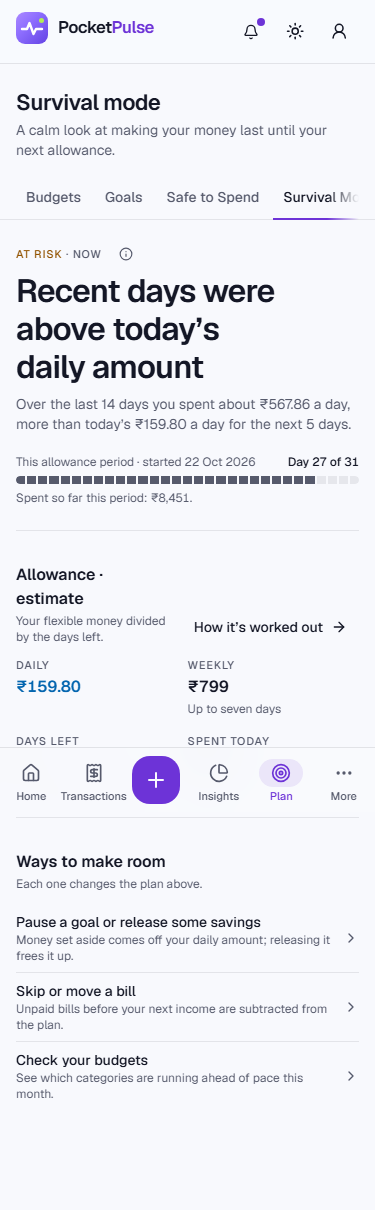 PocketPulse
Survival mode
A calm look at making your money last until your
next allowance.
Budgets Goals Safe to Spend Survival Mo
AT RISK · NOW
Recent days were
above today’s
daily amount
Over the last 14 days you spent about ₹567.86 a day,
more than today’s ₹159.80 a day for the next 5 days.
This allowance period · started 22 Oct 2026 Day 27 of 31
Spent so far this period: ₹8,451.
Allowance ·
estimate
Your flexible money divided
by the days left.
How it’s worked out
DAILY WEEKLY
₹159.80 ₹799
Up to seven days
DAYS LEFT SPENT TODAY
Home Transactions Insights Plan More
Ways to make room
Each one changes the plan above.
Pause a goal or release some savings
Money set aside comes off your daily amount; releasing it
frees it up.
Skip or move a bill
Unpaid bills before your next income are subtracted from
the plan.
Check your budgets
See which categories are running ahead of pace this
month.